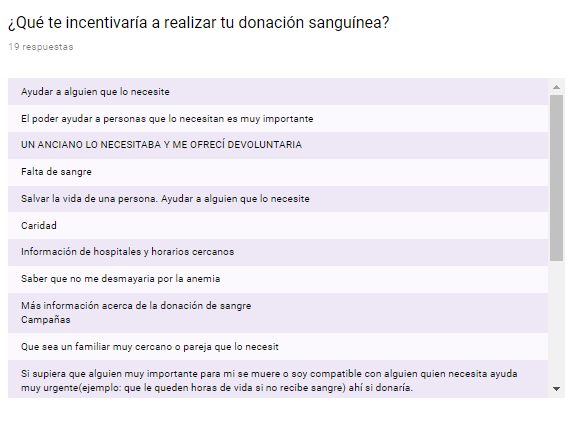 ¿Qué te incentivaría a realizar tu donación sanguínea?
19 respuestas
Ayudar a alguien que lo necesite
El poder ayudar a personas que lo necesitan es muy importante
UN ANCIANO LO NECESITABA Y ME OFRECÍ DEVOLUNTARIA
Falta de sangre
Salvar la vida de una persona. Ayudar a alguien que lo necesite
Caridad
Información de hospitales y horarios cercanos
Saber que no me desmayaria por la anemia
Más información acerca de la donación de sangre
Campañas
Que sea un familiar muy cercano o pareja que lo necesit
Si supiera que alguien muy importante para mi se muere o soy compatible con alguien quien necesita ayuda
muy urgente(ejemplo: que le queden horas de vida si no recibe sangre) ahí si donaría.